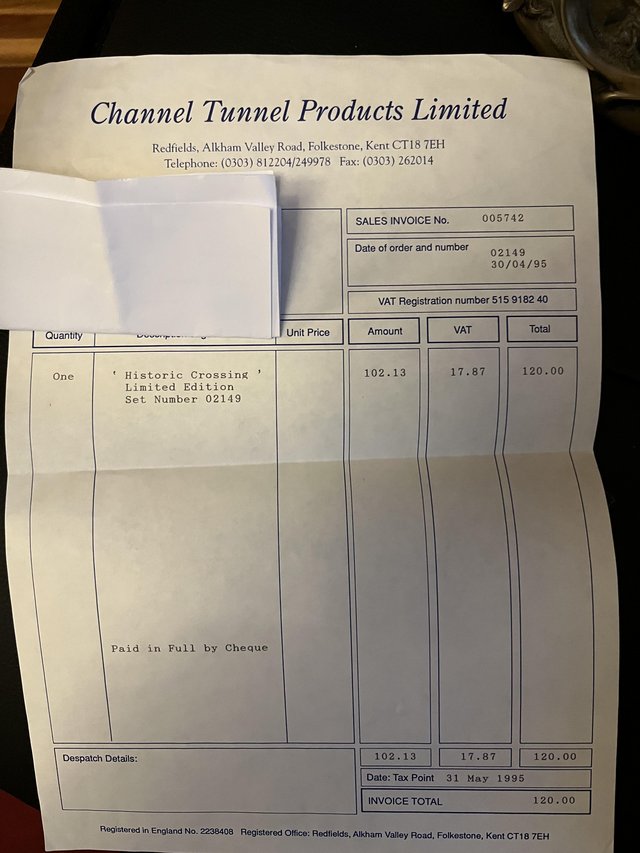 Channel Tunnel Products Limited
Redfields, Alkham Valley Road, Folkestone, Kent CT18 7EH
Telephone: (0303) 812204/249978 Fax: (0303) 262014
SALES INVOICE No. 005742
Date of order and number 02149
30/04/95
VAT Registration number 515 9182 40
Quantity Unit Price Amount VAT Total
One ‘ Historic Crossing ’ 102.13 17.87 120.00
Limited Edition
Set Number 02149
Paid in Full by Cheque
Despatch Details: 102.13 17.87 120.00
Date: Tax Point 31 May 1995
INVOICE TOTAL 120.00
Registered in England No. 2238408 Registered Office: Redfields, Alkham Valley Road, Folkestone, Kent CT18 7EH